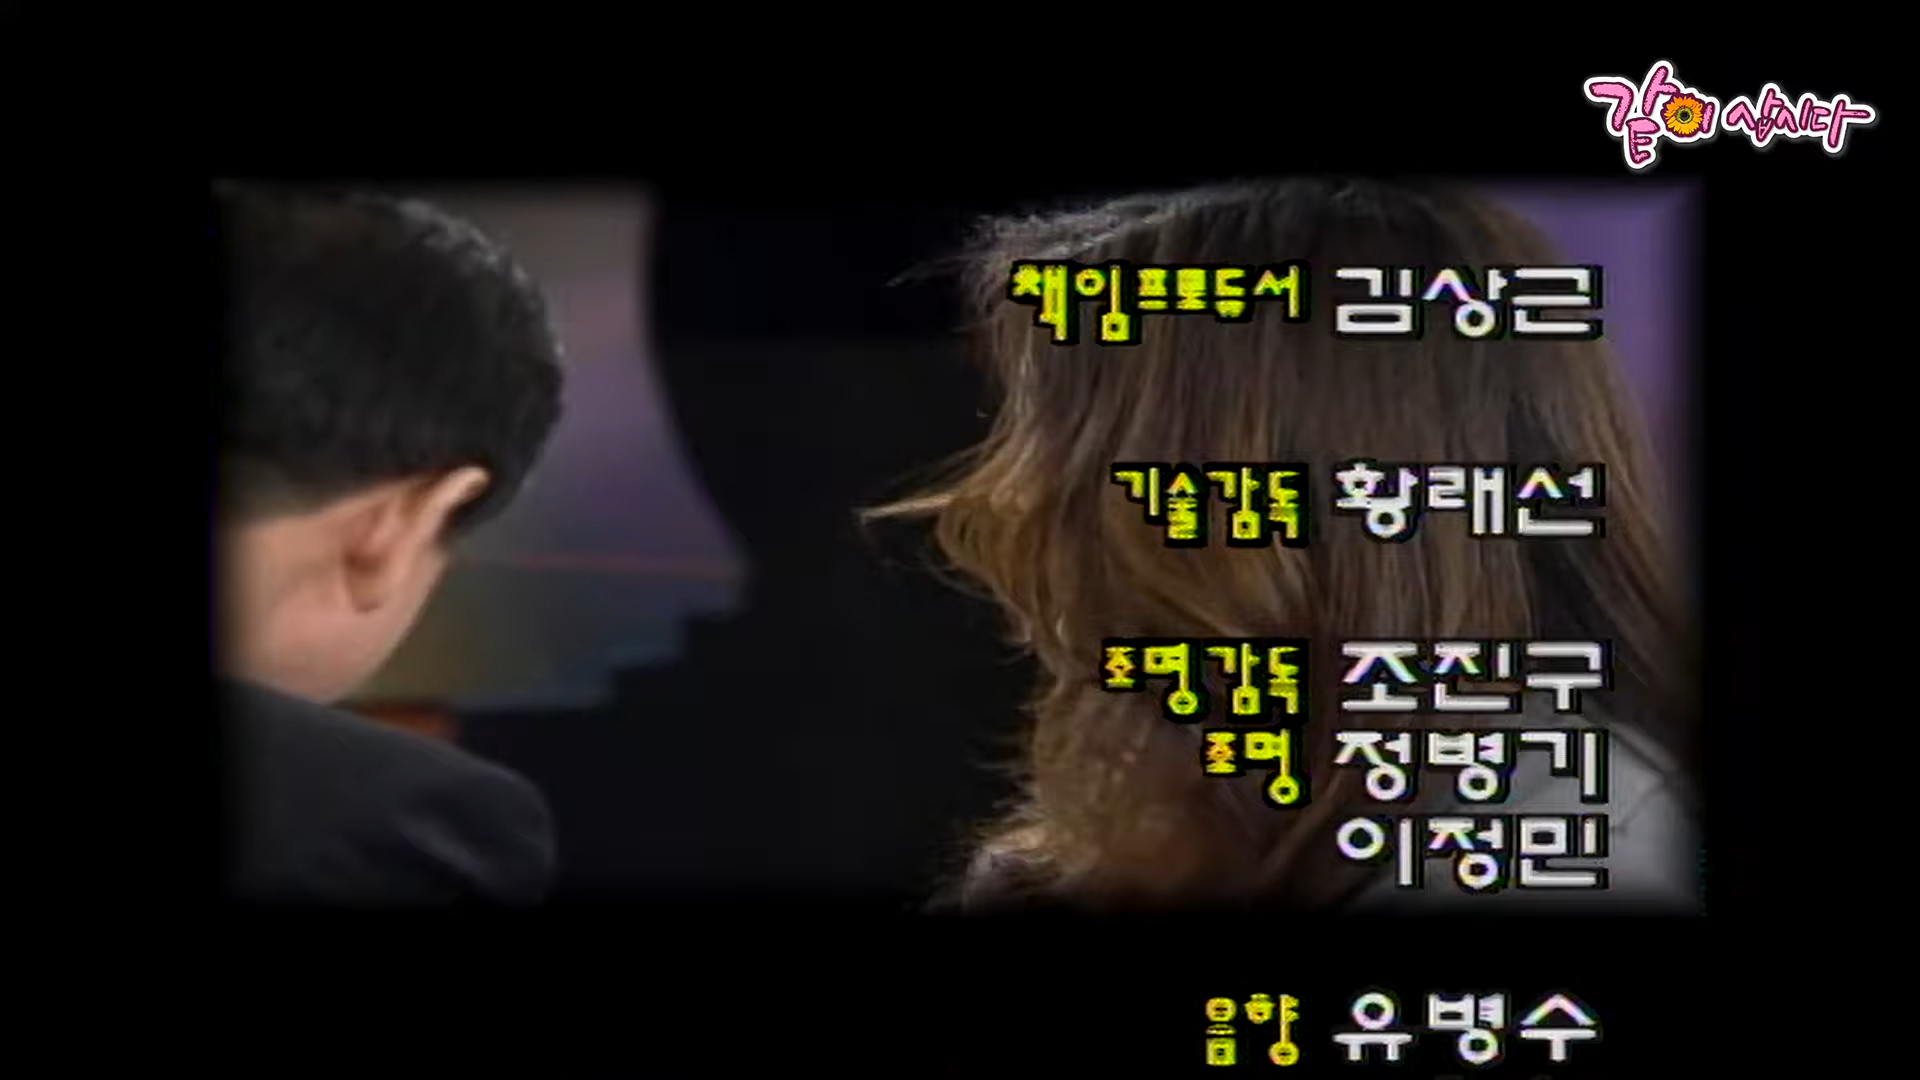 같이 삽시다
책임프로듀서 김상근
기술감독 황래선
조명감독 조진구
조명 정병기
이정민
음향 유병수